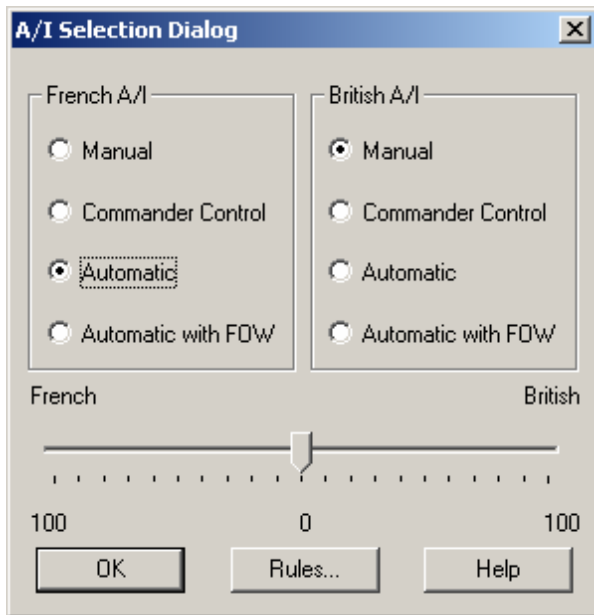 A/I Selection Dialog
French A/I
Manual
Commander Control
Automatic
Automatic with FOW
British A/I
Manual
Commander Control
Automatic
Automatic with FOW
French British
100 0 100
OK Rules... Help